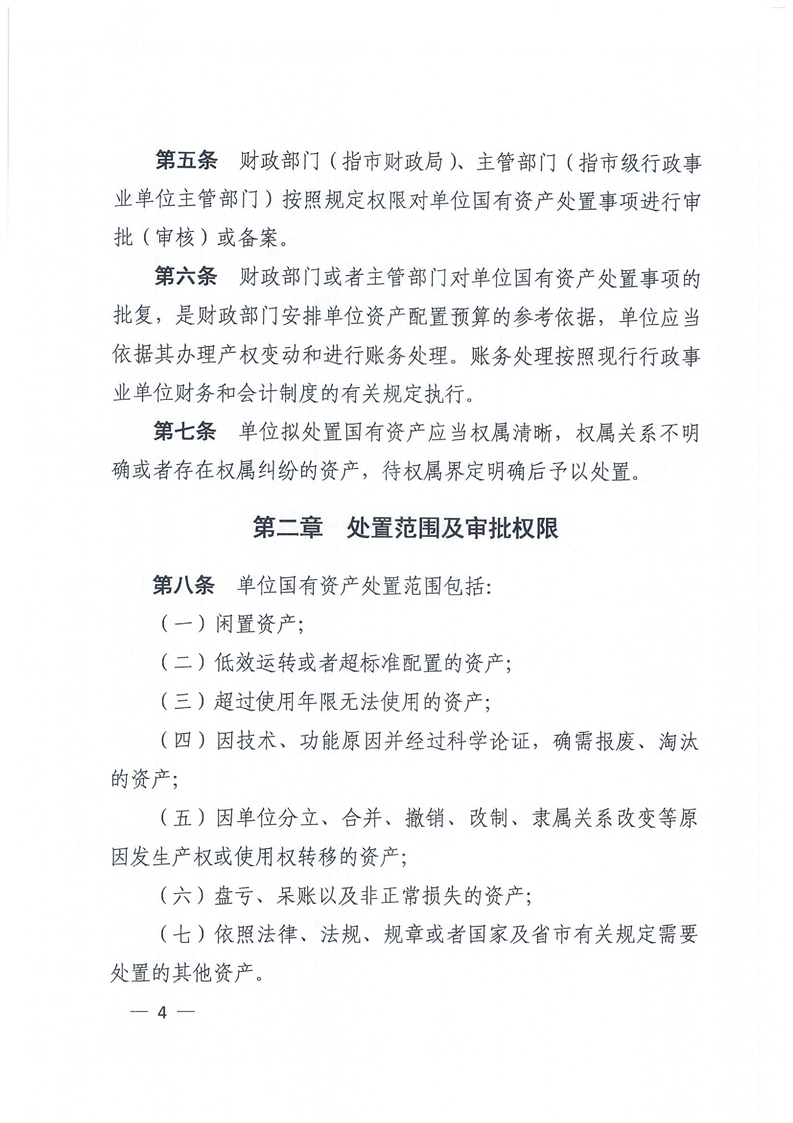 第五条 财政部门（指市财政局）、主管部门（指市级行政事
业单位主管部门）按照规定权限对单位国有资产处置事项进行审
批（审核）或备案。
第六条 财政部门或者主管部门对单位国有资产处置事项的
批复，是财政部门安排单位资产配置预算的参考依据，单位应当
依据其办理产权变动和进行账务处理。账务处理按照现行行政事
业单位财务和会计制度的有关规定执行。
第七条 单位拟处置国有资产应当权属清晰，权属关系不明
确或者存在权属纠纷的资产，待权属界定明确后予以处置。
第二章 处置范围及审批权限
第八条 单位国有资产处置范围包括：
（一）闲置资产；
（二）低效运转或者超标准配置的资产；
（三）超过使用年限无法使用的资产；
（四）因技术、功能原因并经过科学论证，确需报废、淘汰
的资产；
（五）因单位分立、合并、撤销、改制、隶属关系改变等原
因发生产权或使用权转移的资产；
（六）盘亏、呆账以及非正常损失的资产；
（七）依照法律、法规、规章或者国家及省市有关规定需要
处置的其他资产。
— 4 —